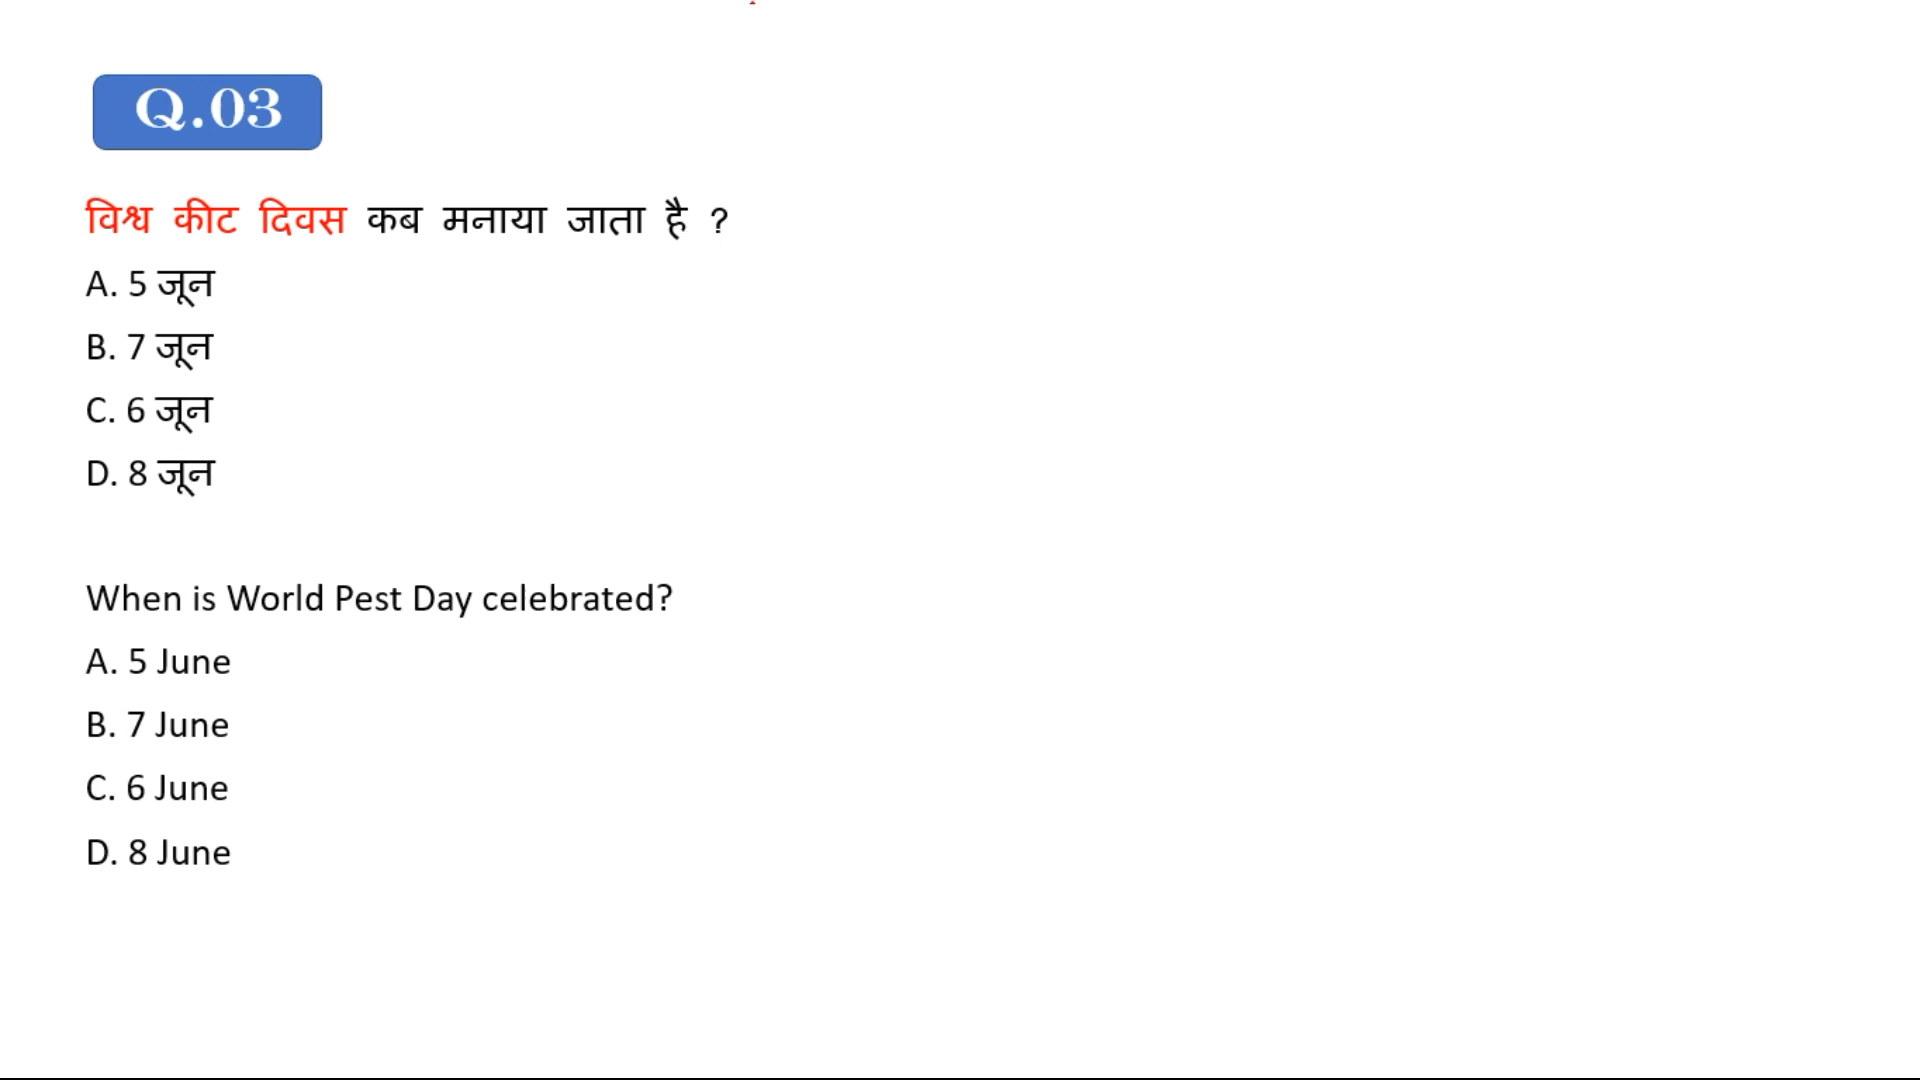 Q.03
विश्व कीट दिवस कब मनाया जाता है ?
A. 5 जून
B. 7 जून
C. 6 जून
D. 8 जून
When is World Pest Day celebrated?
A. 5 June
B. 7 June
C. 6 June
D. 8 June